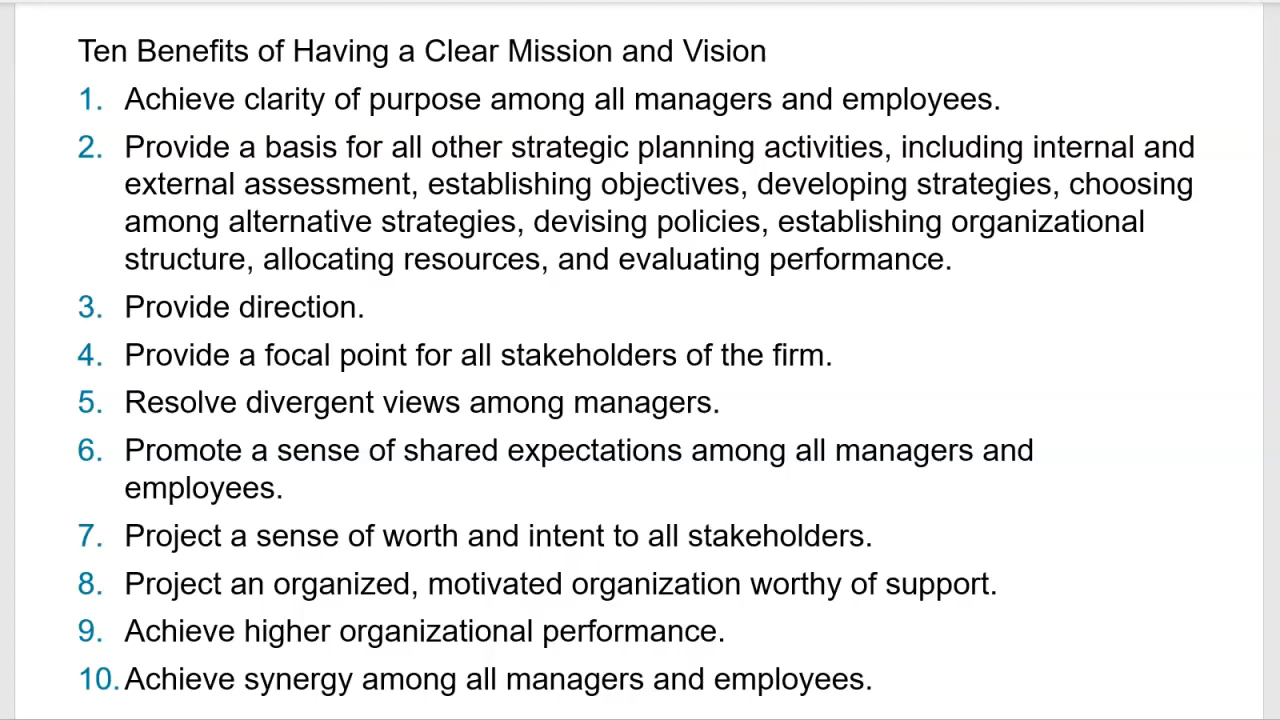 Ten Benefits of Having a Clear Mission and Vision
1. Achieve clarity of purpose among all managers and employees.
2. Provide a basis for all other strategic planning activities, including internal and
external assessment, establishing objectives, developing strategies, choosing
among alternative strategies, devising policies, establishing organizational
structure, allocating resources, and evaluating performance.
3. Provide direction.
4. Provide a focal point for all stakeholders of the firm.
5. Resolve divergent views among managers.
6. Promote a sense of shared expectations among all managers and
employees.
7. Project a sense of worth and intent to all stakeholders.
8. Project an organized, motivated organization worthy of support.
9. Achieve higher organizational performance.
10. Achieve synergy among all managers and employees.